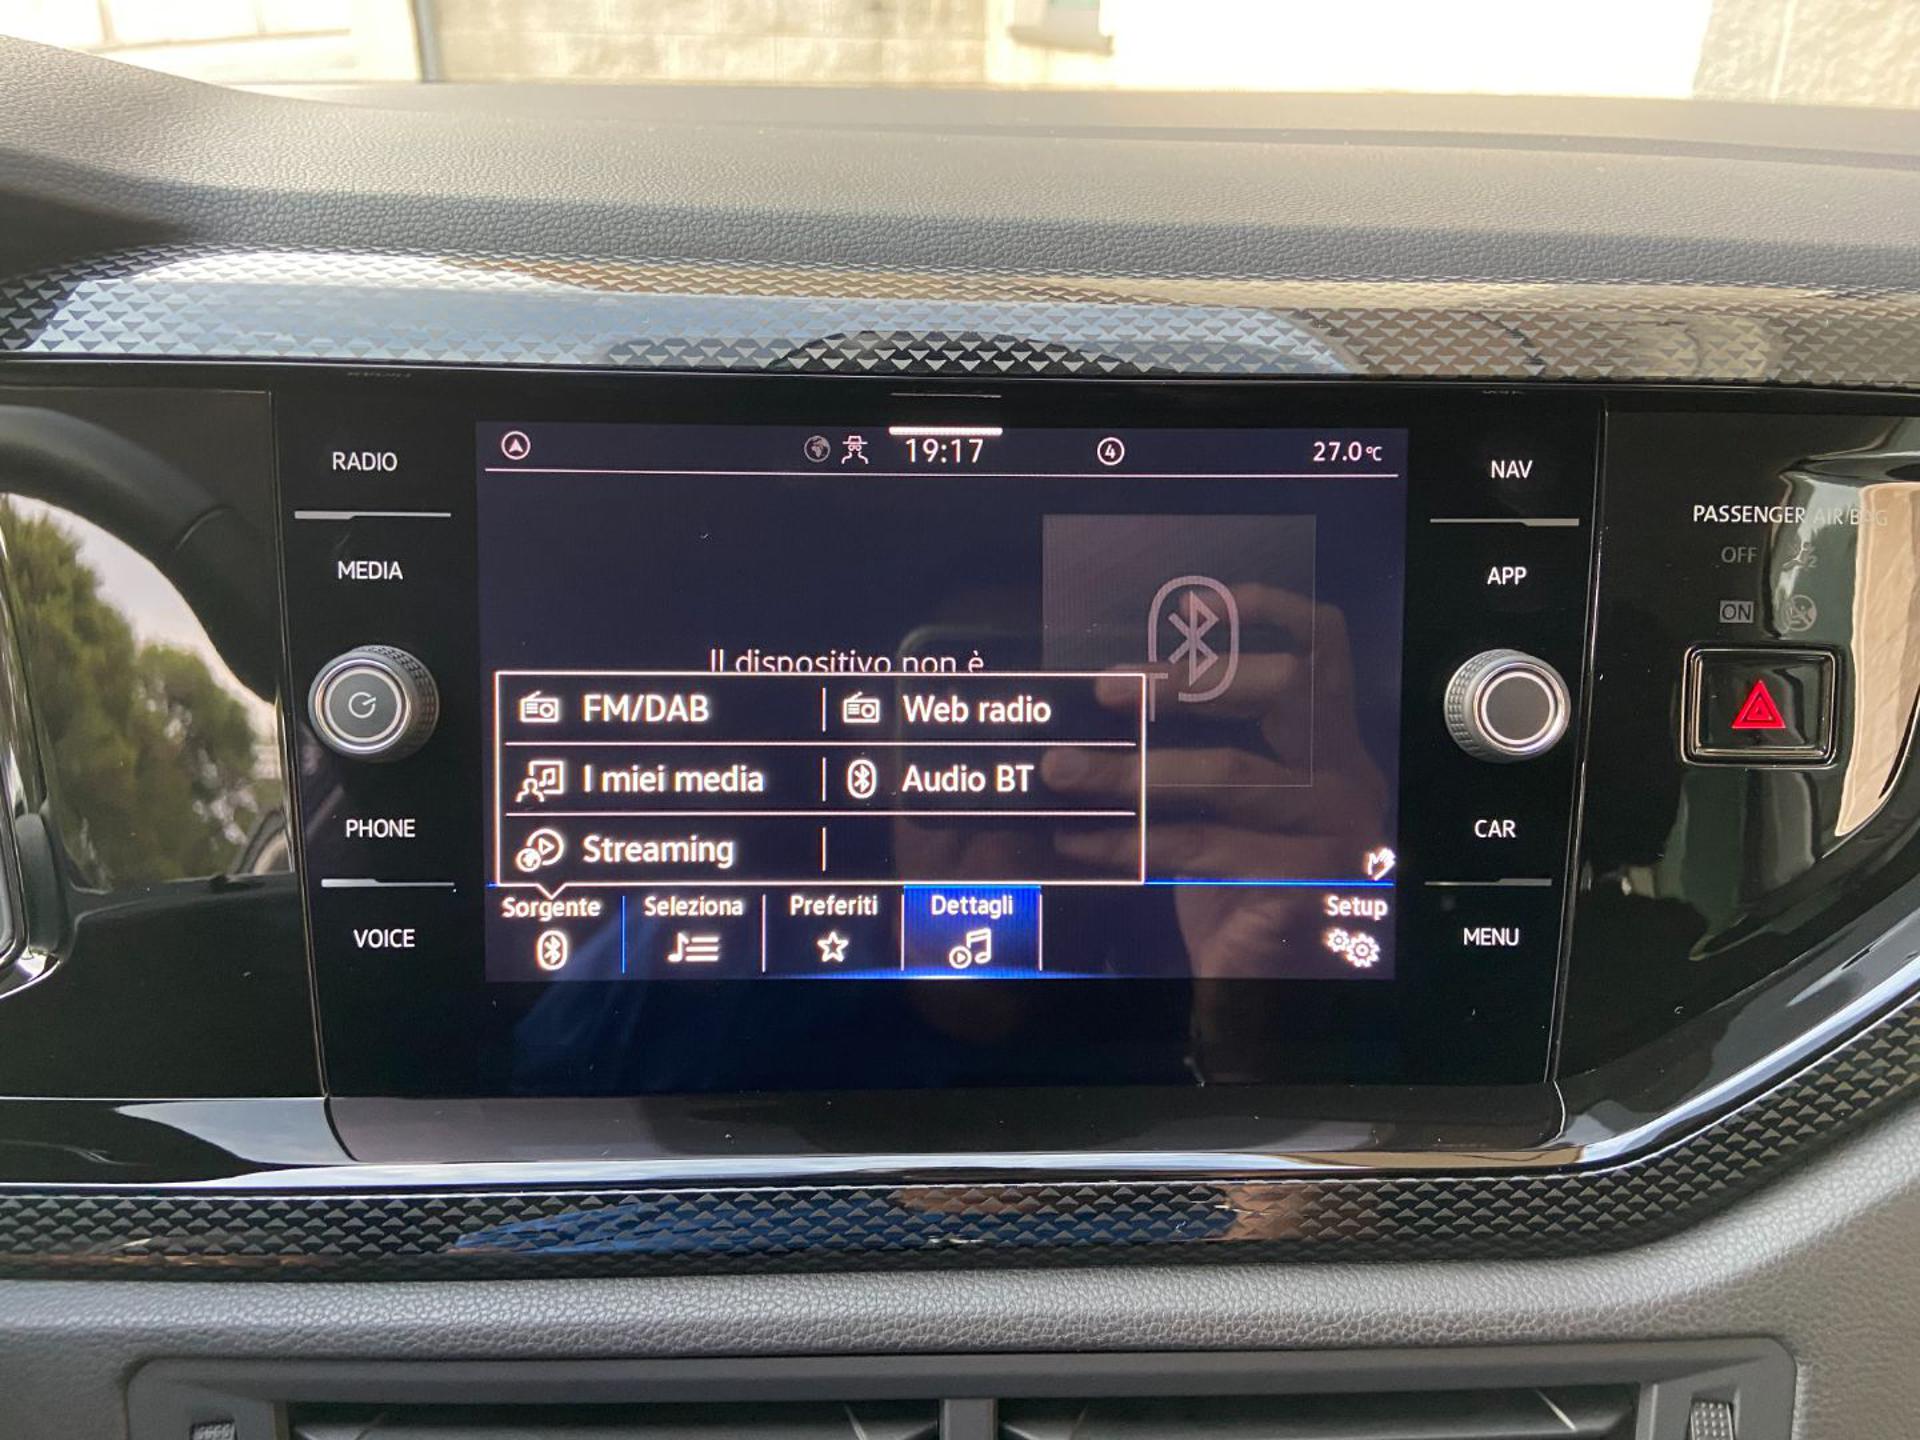 RADIO
MEDIA
PHONE
VOICE
19:17
4
27.0°C
Il dispositivo non è
FM/DAB
Web radio
I miei media
Audio BT
Streaming
Sorgente
Seleziona
Preferiti
Dettagli
Setup
NAV
APP
CAR
MENU
PASSENGER AIR BAG
OFF
ON